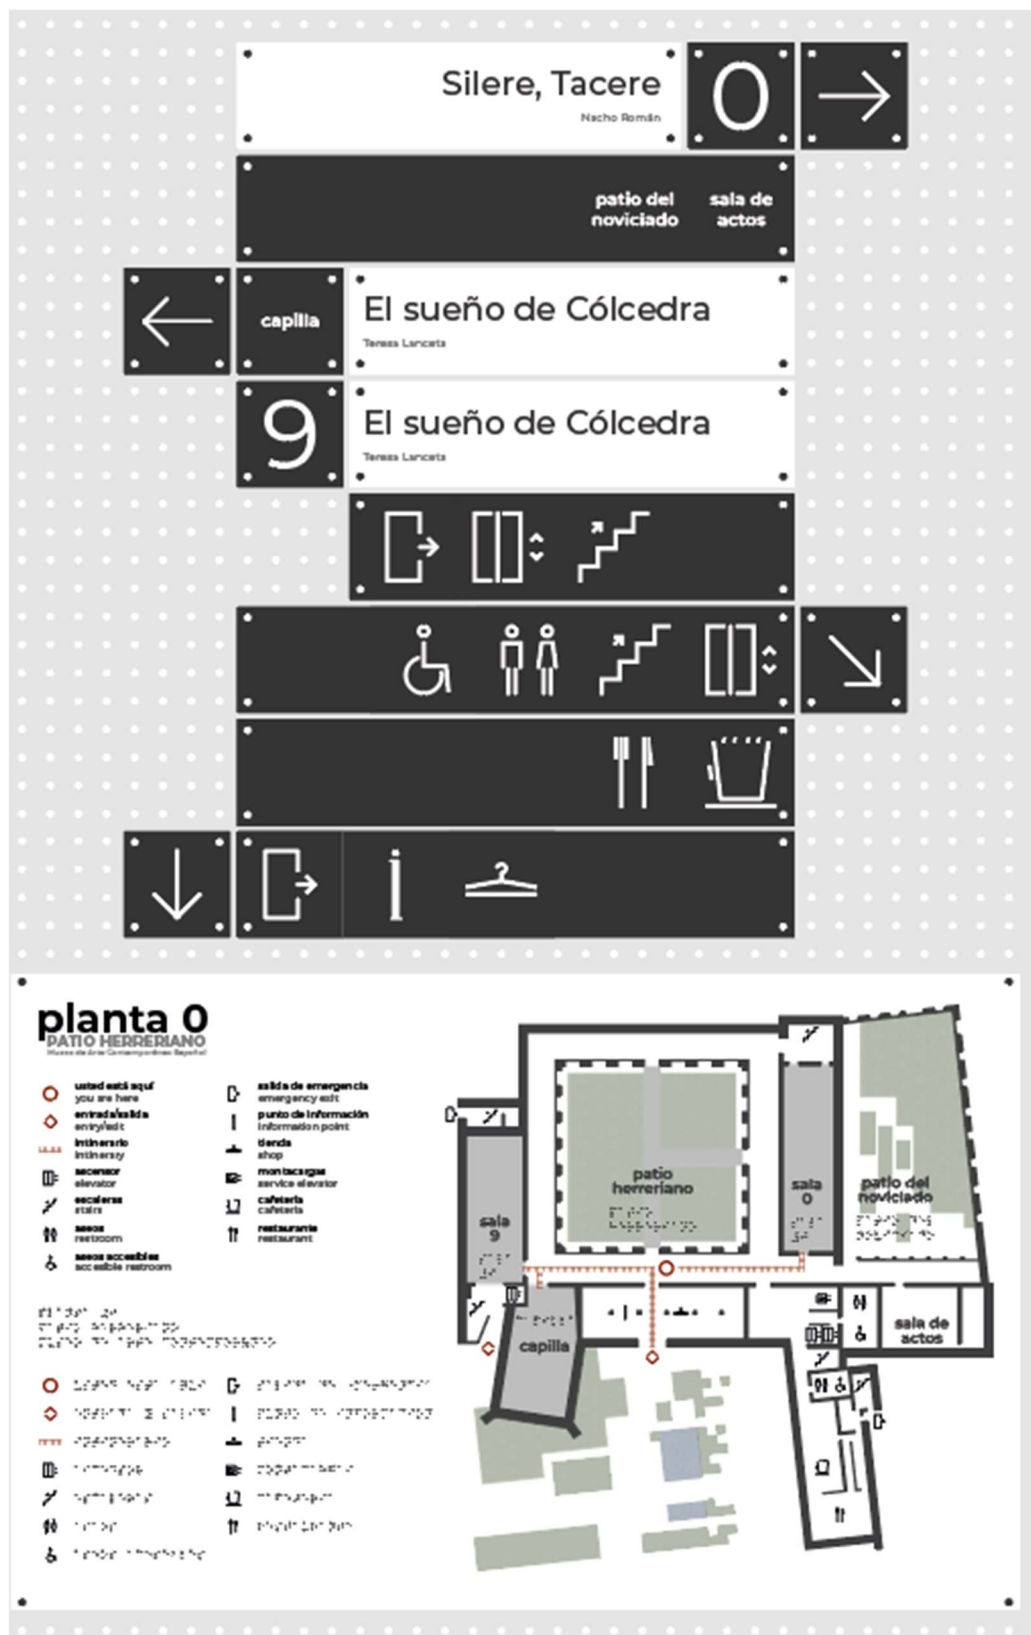 Silere, Tacere
Nacho Román
0
patio del
noviciado
sala de
actos
capilla
El sueño de Cólcedra
Teresa Lanceta
9
El sueño de Cólcedra
Teresa Lanceta
planta 0
PATIO HERRERIANO
Museo de Arte Contemporáneo Español
usted está aquí
you are here
entrada/salida
entry/exit
intinerario
intinerary
ascensor
elevator
escaleras
stairs
aseos
restroom
aseos accesibles
accesible restroom
salida de emergencia
emergency exit
punto de información
information point
tienda
shop
montacargas
service elevator
cafetería
cafeteria
restaurante
restaurant
patio
herreriano
sala
0
patio del
noviciado
sala
9
capilla
sala de
actos